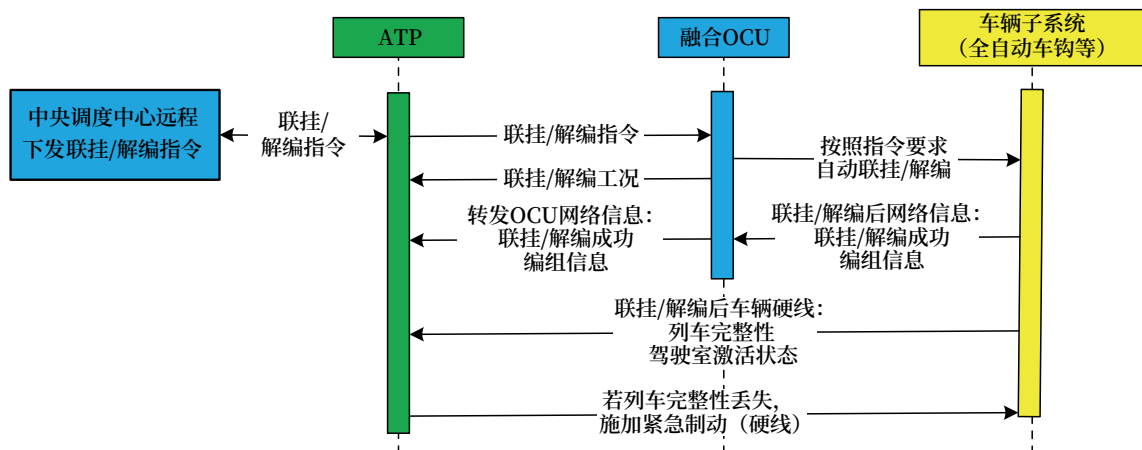 ATP
融合OCU
车辆子系统
（全自动车钩等）
中央调度中心远程
下发联挂/解编指令
联挂/
解编指令
联挂/解编指令
按照指令要求
自动联挂/解编
联挂/解编工况
转发OCU网络信息：
联挂/解编成功
编组信息
联挂/解编后网络信息：
联挂/解编成功
编组信息
联挂/解编后车辆硬线：
列车完整性
驾驶室激活状态
若列车完整性丢失，
施加紧急制动（硬线）